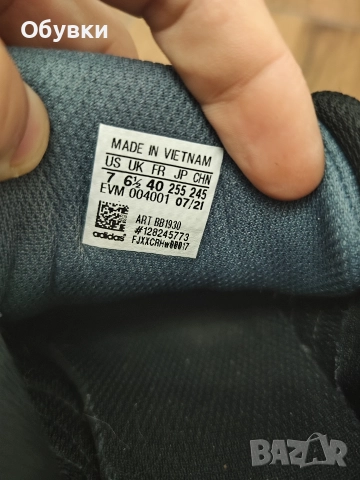 Обувки
MADE IN VIETNAM
US UK FR JP CHN
7 6½ 40 255 245
EVM 004001 07/21
ART BB1930
#128245773
adidas
BAZAR